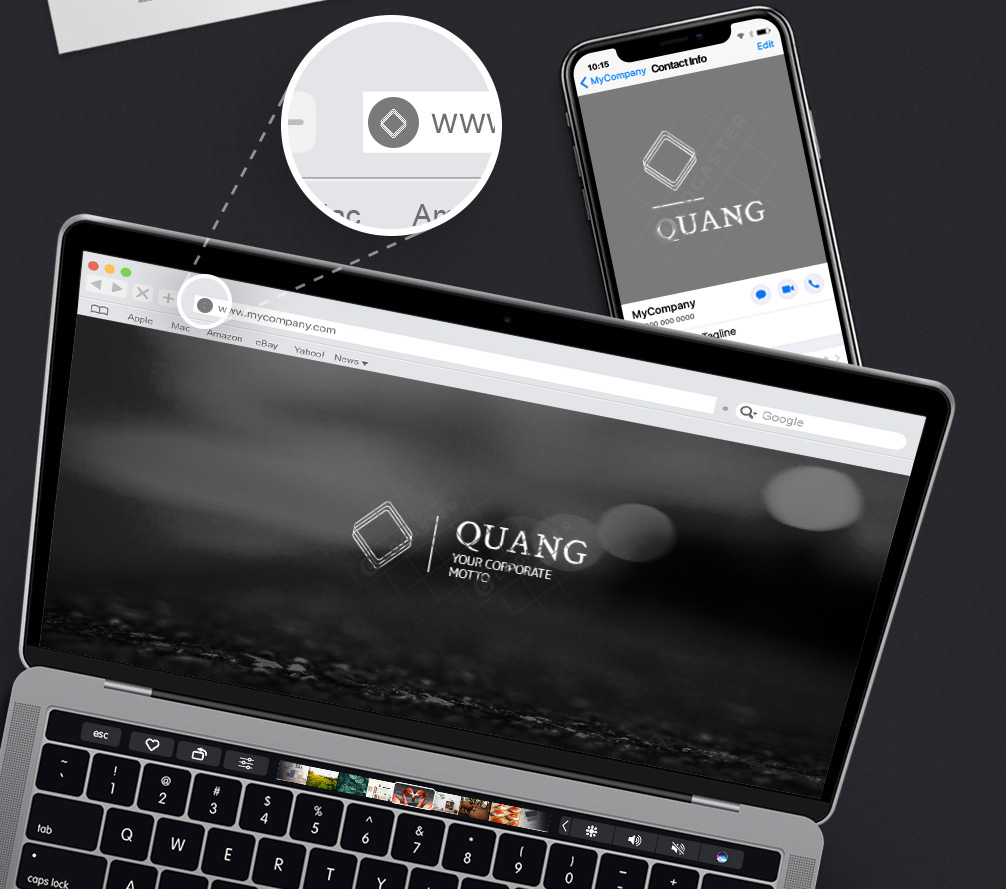 WWW
10:15
MyCompany Contact Info Edit
QUANG
MyCompany
000 0000
Tagline
www.mycompany.com
Google
Apple Mac Amazon eBay Yahoo! News
QUANG
YOUR CORPORATE
MOTTO
esc
~ ! @ # $ % ^ & * ( ) – +
` 1 2 3 4 5 6 7 8 9 0
tab Q W E R T Y
caps lock A